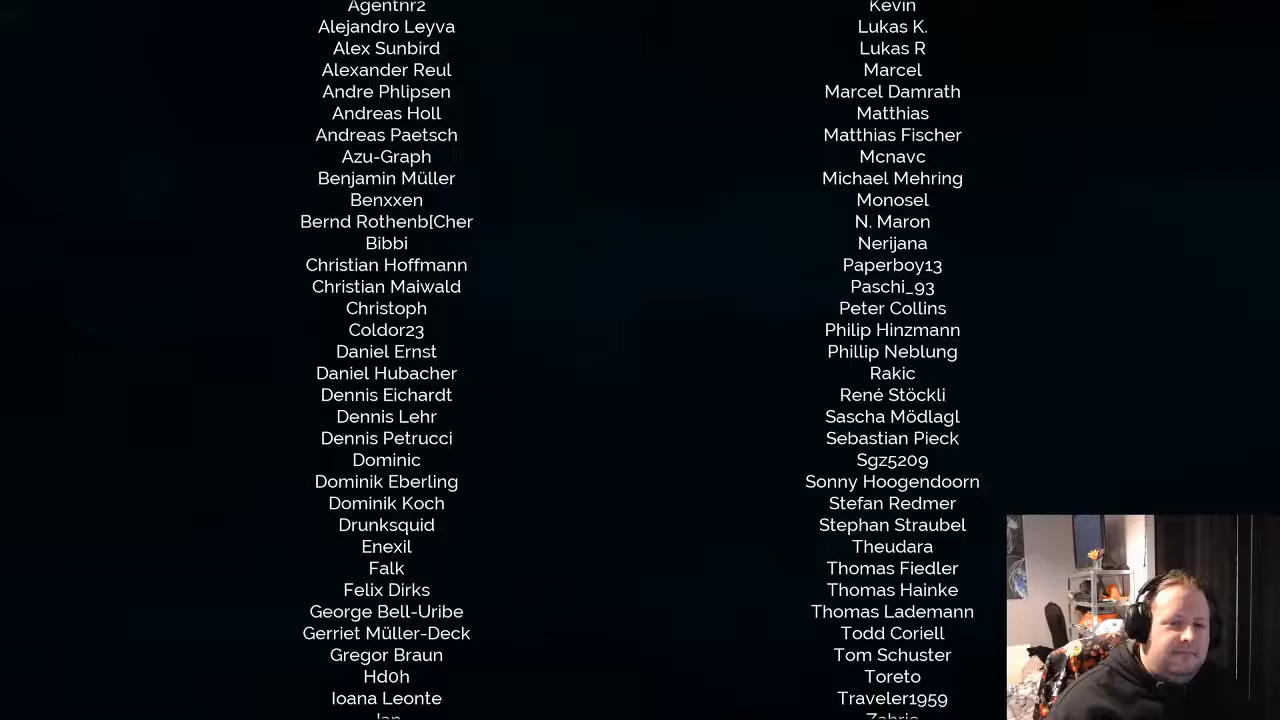 Agentnr2
Alejandro Leyva
Alex Sunbird
Alexander Reul
Andre Phlipsen
Andreas Holl
Andreas Paetsch
Azu-Graph
Benjamin Müller
Benxxen
Bernd Rothenb[Cher
Bibbi
Christian Hoffmann
Christian Maiwald
Christoph
Coldor23
Daniel Ernst
Daniel Hubacher
Dennis Eichardt
Dennis Lehr
Dennis Petrucci
Dominic
Dominik Eberling
Dominik Koch
Drunksquid
Enexil
Falk
Felix Dirks
George Bell-Uribe
Gerriet Müller-Deck
Gregor Braun
Hd0h
Ioana Leonte
Jan
Kevin
Lukas K.
Lukas R
Marcel
Marcel Damrath
Matthias
Matthias Fischer
Mcnavc
Michael Mehring
Monosel
N. Maron
Nerijana
Paperboy13
Paschi_93
Peter Collins
Philip Hinzmann
Phillip Neblung
Rakic
René Stöckli
Sascha Mödlagl
Sebastian Pieck
Sgz5209
Sonny Hoogendoorn
Stefan Redmer
Stephan Straubel
Theudara
Thomas Fiedler
Thomas Hainke
Thomas Lademann
Todd Coriell
Tom Schuster
Toreto
Traveler1959